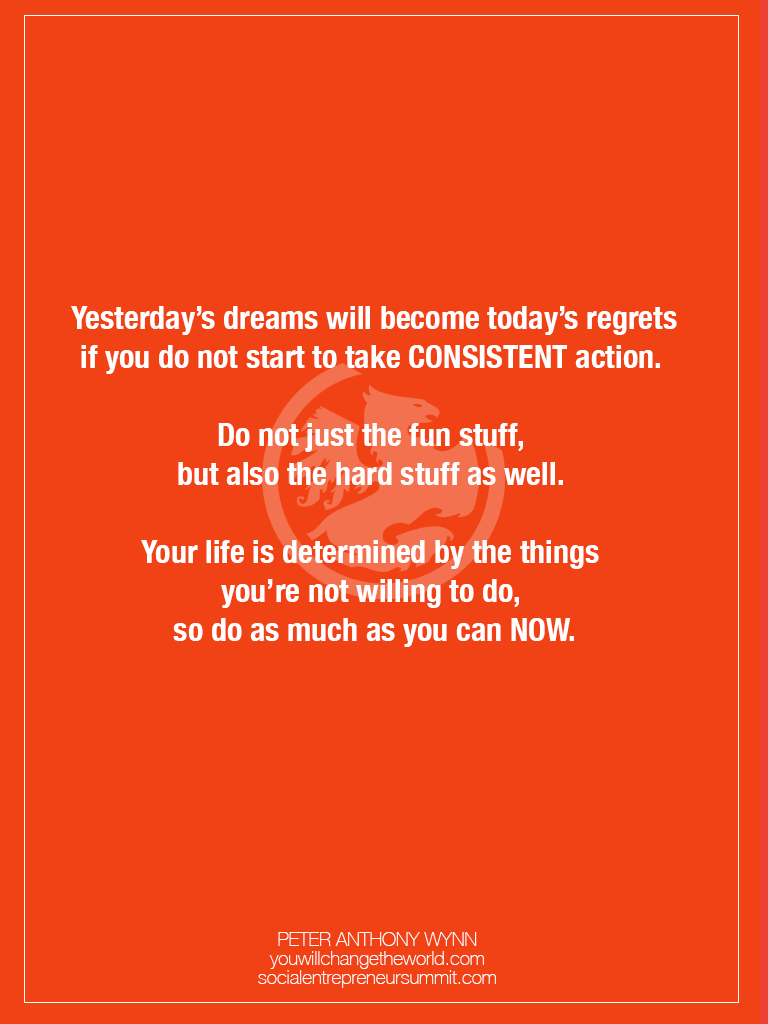 Yesterday’s dreams will become today’s regrets
if you do not start to take CONSISTENT action.
Do not just the fun stuff,
but also the hard stuff as well.
Your life is determined by the things
you’re not willing to do,
so do as much as you can NOW.
PETER ANTHONY WYNN
youwillchangetheworld.com
socialentrepreneursummit.com